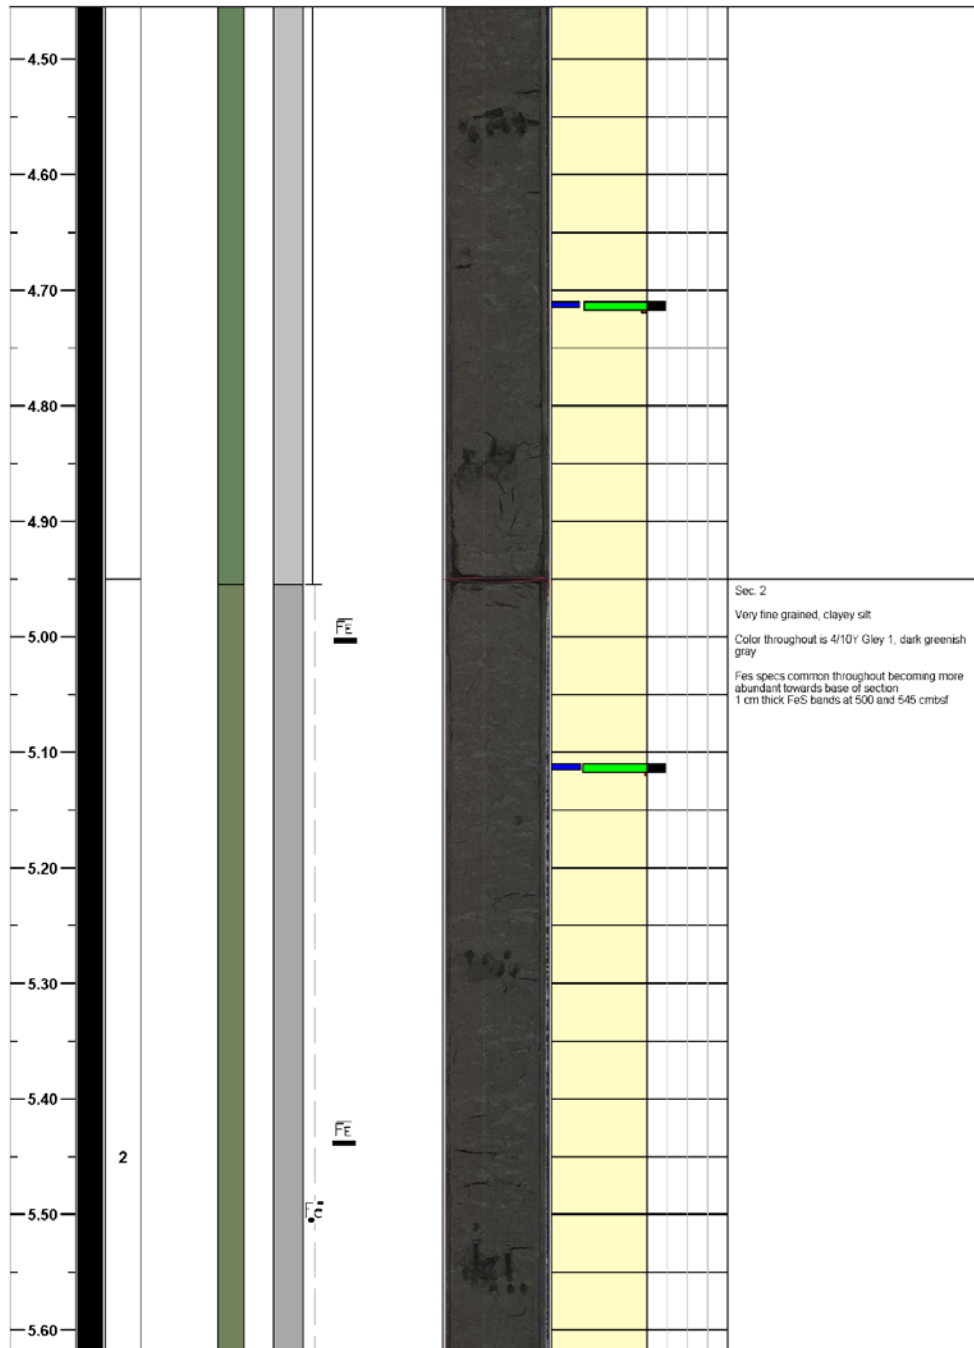 4.50
4.60
4.70
4.80
4.90
Sec. 2
Very fine grained, clayey silt
FE
5.00
Color throughout is 4/10Y Gley 1, dark greenish
gray
Fes specs common throughout becoming more
abundant towards base of section
1 cm thick FeS bands at 500 and 545 cmbsf
5.10
5.20
5.30
5.40
FE
2
5.50
5.60